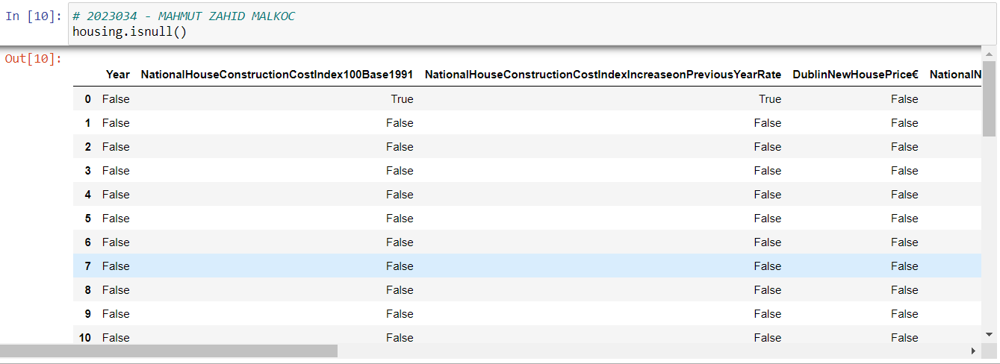 In [10]: # 2023034 - MAHMUT ZAHID MALKOC
housing.isnull()
Out[10]:
Year NationalHouseConstructionCostIndex100Base1991 NationalHouseConstructionCostIndexIncreaseonPreviousYearRate DublinNewHousePrice€ NationalN
0 False True True False
1 False False False False
2 False False False False
3 False False False False
4 False False False False
5 False False False False
6 False False False False
7 False False False False
8 False False False False
9 False False False False
10 False False False False